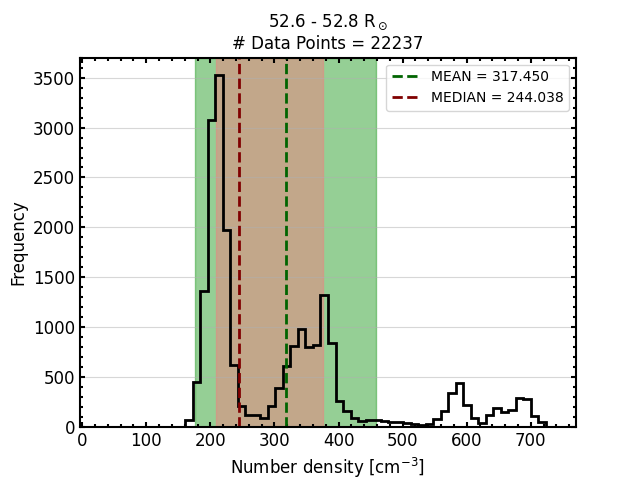 52.6 - 52.8 R⊙
# Data Points = 22237
MEAN = 317.450
MEDIAN = 244.038
Frequency
3500
3000
2500
2000
1500
1000
500
0
0 100 200 300 400 500 600 700
Number density [cm⁻³]